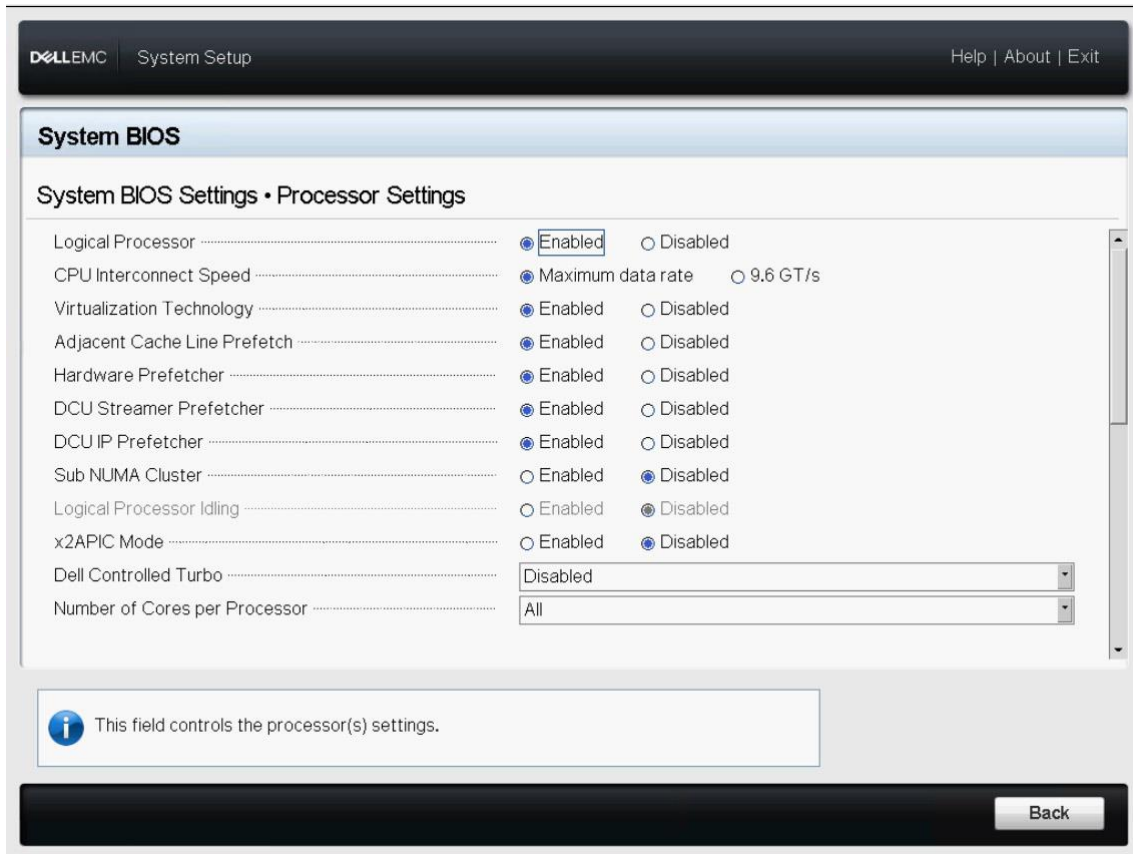 DELLEMC System Setup Help | About | Exit
System BIOS
System BIOS Settings • Processor Settings
Logical Processor Enabled Disabled
CPU Interconnect Speed Maximum data rate 9.6 GT/s
Virtualization Technology Enabled Disabled
Adjacent Cache Line Prefetch Enabled Disabled
Hardware Prefetcher Enabled Disabled
DCU Streamer Prefetcher Enabled Disabled
DCU IP Prefetcher Enabled Disabled
Sub NUMA Cluster Enabled Disabled
Logical Processor Idling Enabled Disabled
x2APIC Mode Enabled Disabled
Dell Controlled Turbo Disabled
Number of Cores per Processor All
This field controls the processor(s) settings.
Back